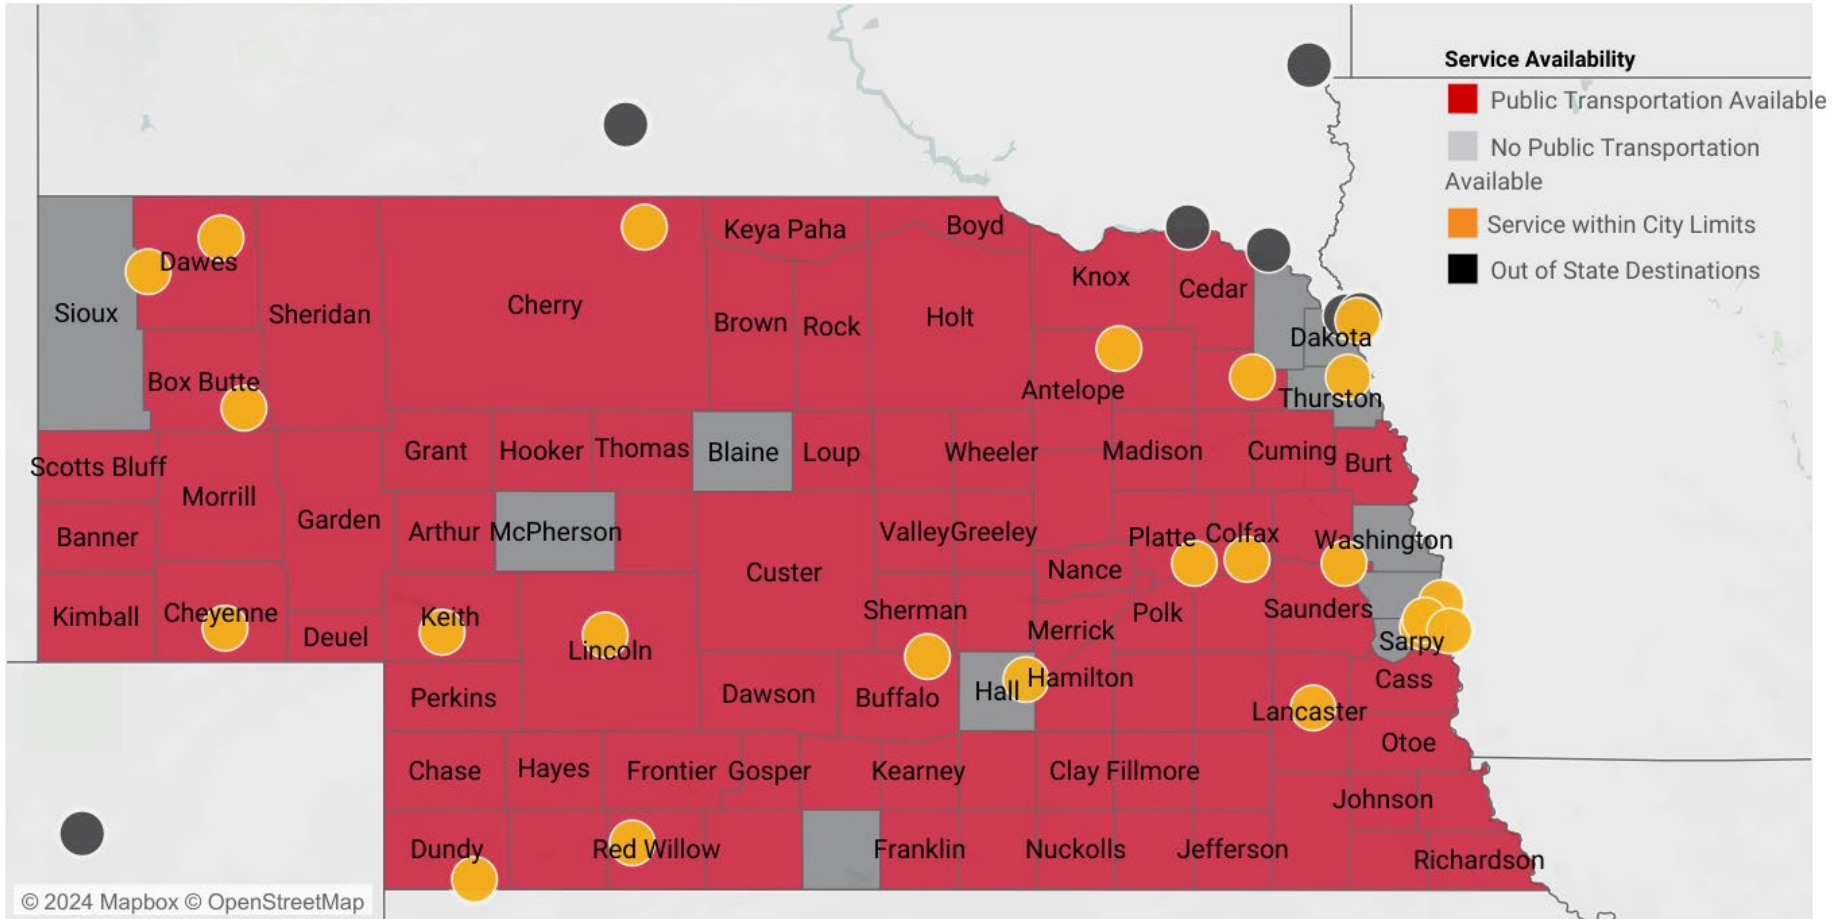 Service Availability
Public Transportation Available
No Public Transportation
Available
Service within City Limits
Out of State Destinations
Keya Paha
Boyd
Dawes
Knox
Cedar
Sioux
Sheridan
Cherry
Brown
Rock
Holt
Dakota
Box Butte
Antelope
Thurston
Scotts Bluff
Grant
Hooker
Thomas
Blaine
Loup
Wheeler
Madison
Cuming
Burt
Morrill
Garden
Banner
Arthur
McPherson
Valley
Greeley
Platte
Colfax
Washington
Custer
Nance
Kimball
Cheyenne
Deuel
Keith
Lincoln
Sherman
Merrick
Polk
Saunders
Sarpy
Perkins
Dawson
Buffalo
Hall
Hamilton
Cass
Lancaster
Otoe
Chase
Hayes
Frontier
Gosper
Kearney
Clay
Fillmore
Johnson
Dundy
Red Willow
Franklin
Nuckolls
Jefferson
Richardson
© 2024 Mapbox © OpenStreetMap